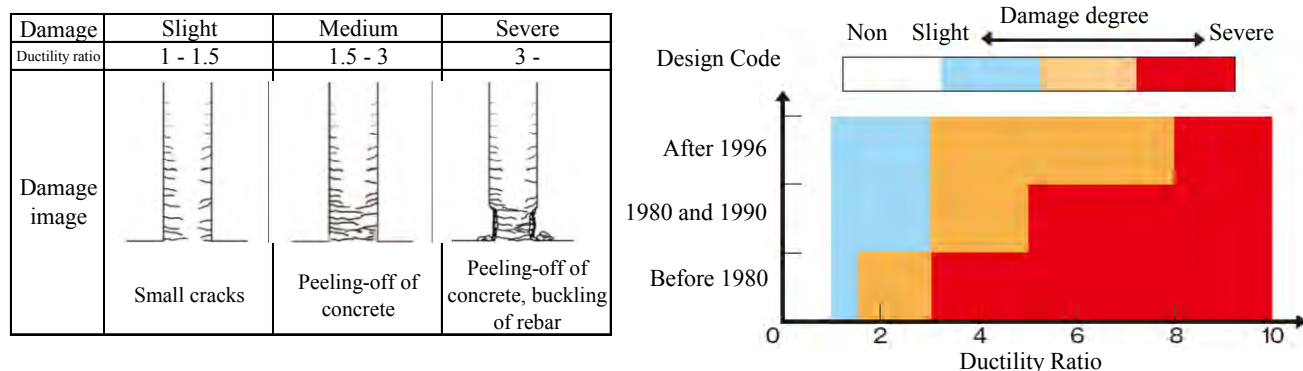 Damage Slight Medium Severe
Ductility ratio 1 - 1.5 1.5 - 3 3 -
Damage
image
Small cracks
Peeling-off of
concrete
Peeling-off of
concrete, buckling
of rebar
Damage degree
Non Slight Severe
Design Code
After 1996
1980 and 1990
Before 1980
0 2 4 6 8 10
Ductility Ratio